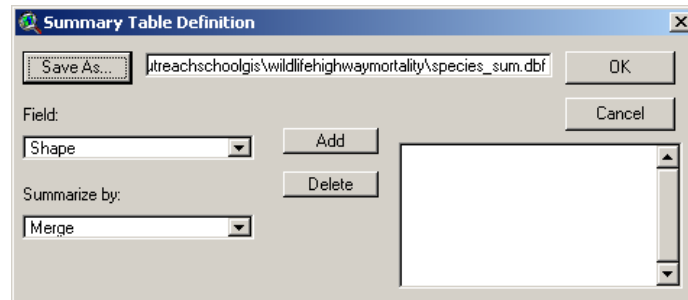 Summary Table Definition
Save As... utreachschoolgis\wildlifehighwaymortality\species_sum.dbf OK
Cancel
Field:
Add
Shape
Delete
Summarize by:
Merge